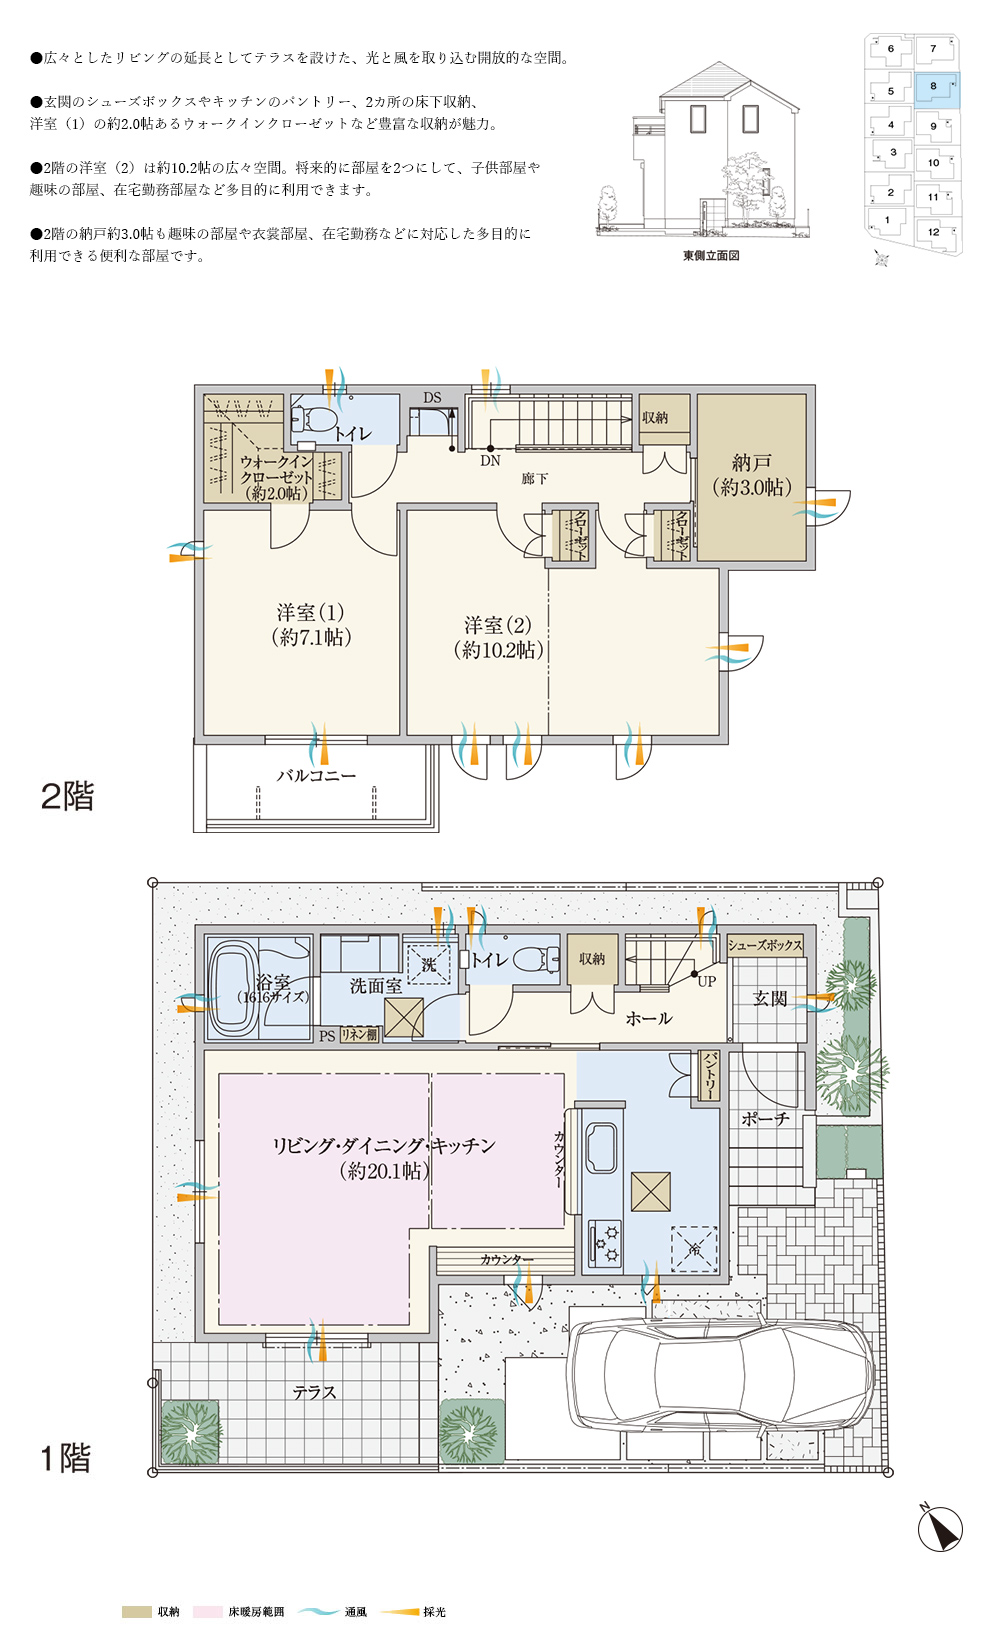 ●広々としたリビングの延長としてテラスを設けた、光と風を取り込む開放的な空間。
●玄関のシューズボックスやキッチンのパントリー、2カ所の床下収納、
洋室（1）の約2.0帖あるウォークインクローゼットなど豊富な収納が魅力。
●2階の洋室（2）は約10.2帖の広々空間。将来的に部屋を2つにして、子供部屋や
趣味の部屋、在宅勤務部屋など多目的に利用できます。
●2階の納戸約3.0帖も趣味の部屋や衣裳部屋、在宅勤務などに対応した多目的に
利用できる便利な部屋です。
東側立面図
6
7
5
8
4
9
3
10
2
11
1
12
DS
トイレ
収納
DN
廊下
納戸
(約3.0帖)
ウォークイン
クローゼット
(約2.0帖)
クローゼット
クローゼット
洋室(1)
(約7.1帖)
洋室(2)
(約10.2帖)
バルコニー
2階
シューズボックス
浴室
(1616サイズ)
洗面室
洗
トイレ
収納
UP
玄関
PS
リネン棚
ホール
パントリー
ポーチ
リビング・ダイニング・キッチン
(約20.1帖)
カウンター
カウンター
冷
テラス
1階
N
収納
床暖房範囲
通風
採光